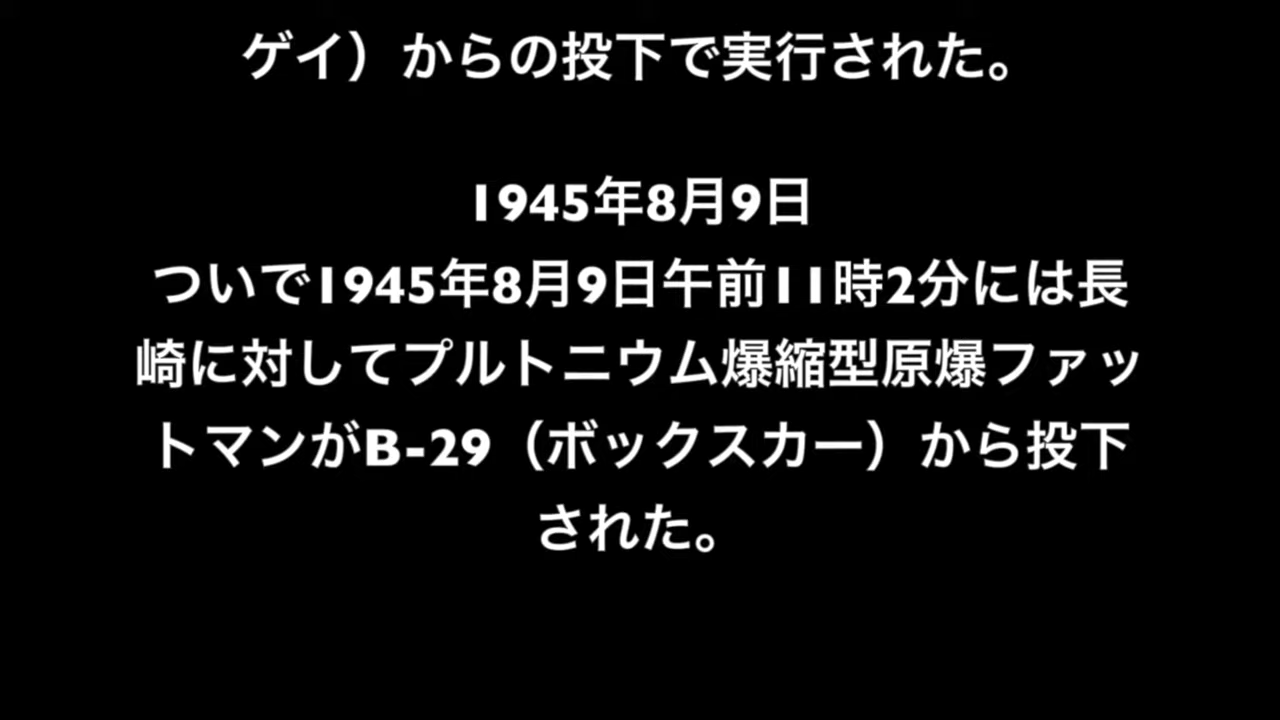 ゲイ）からの投下で実行された。
1945年8月9日
ついで1945年8月9日午前11時2分には長
崎に対してプルトニウム爆縮型原爆ファッ
トマンがB-29（ボックスカー）から投下
された。